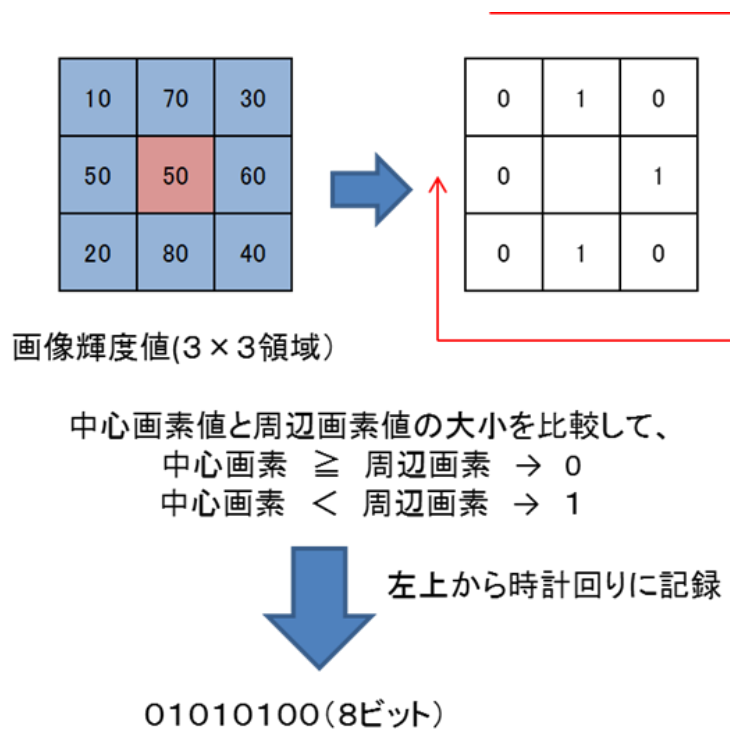 10 70 30
50 50 60
20 80 40
0 1 0
0 1
0 1 0
画像輝度値(3×3領域）
中心画素値と周辺画素値の大小を比較して、
中心画素 ≧ 周辺画素 → 0
中心画素 < 周辺画素 → 1
左上から時計回りに記録
01010100（8ビット）